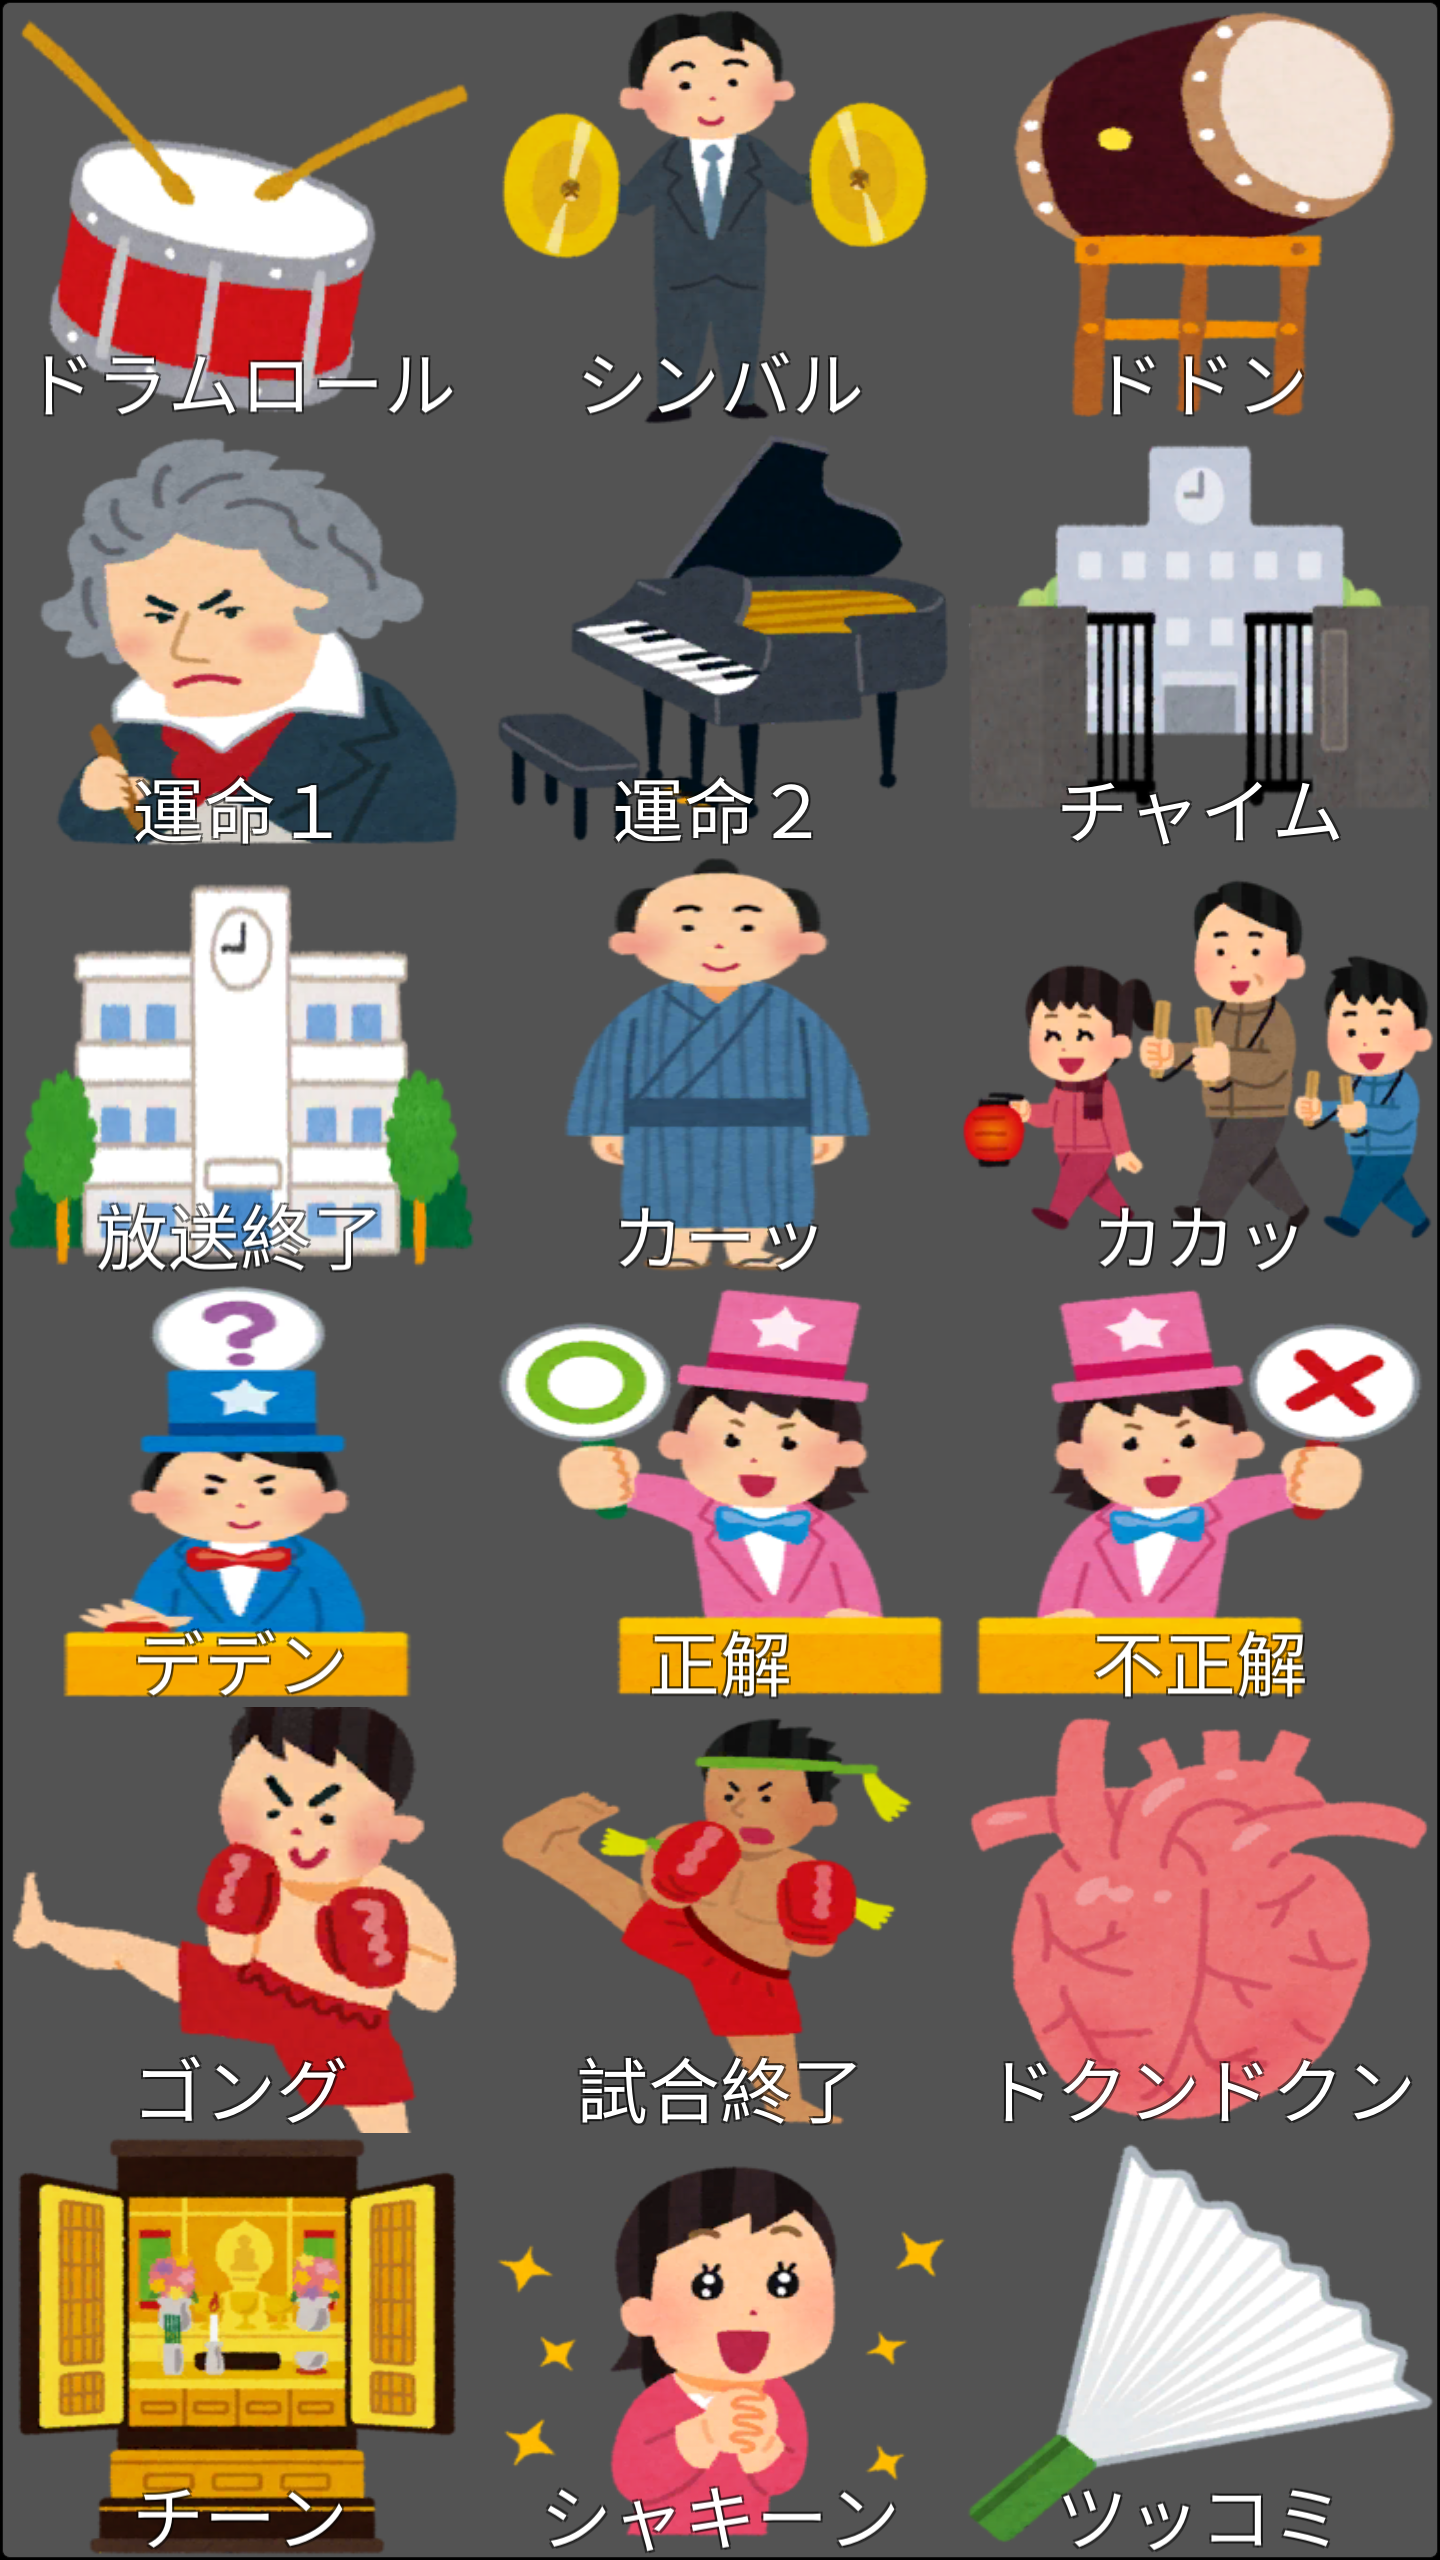 ドラムロール
シンバル
ドドン
運命１
運命２
チャイム
放送終了
カーッ
カカッ
?
デデン
正解
不正解
ゴング
試合終了
ドクンドクン
チーン
シャキーン
ツッコミ